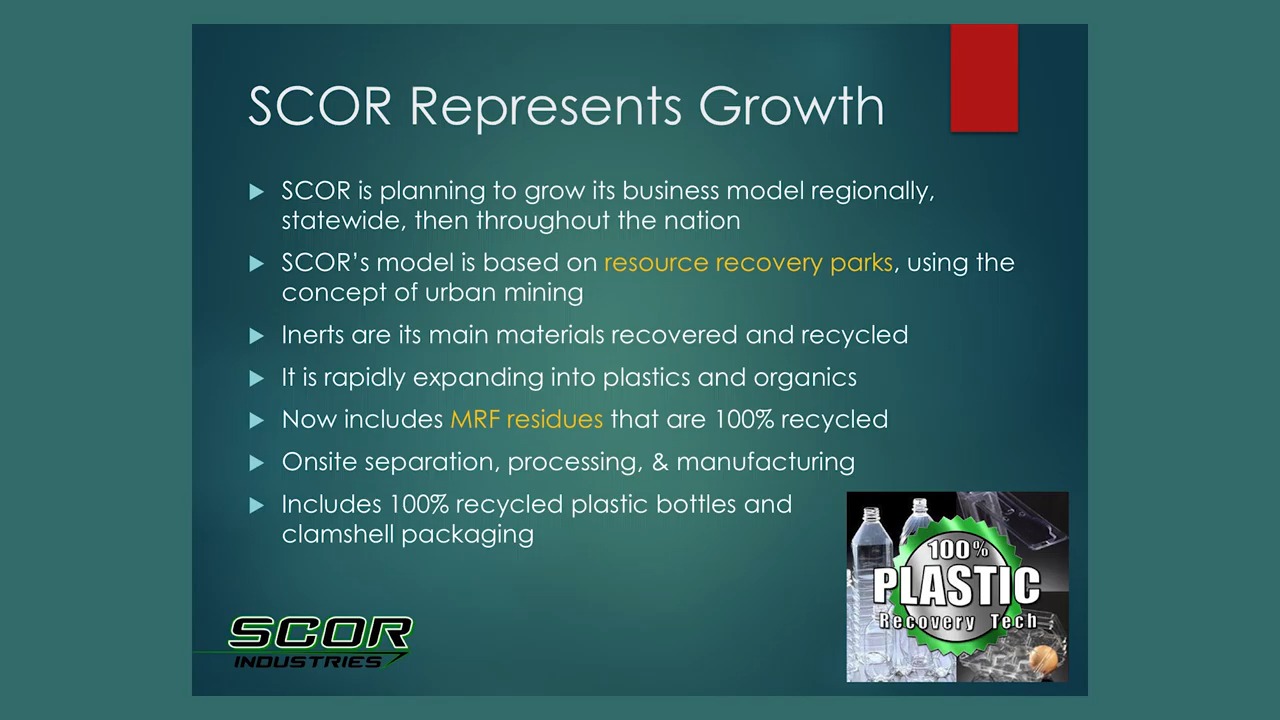 SCOR Represents Growth
SCOR is planning to grow its business model regionally,
statewide, then throughout the nation
SCOR’s model is based on resource recovery parks, using the
concept of urban mining
Inerts are its main materials recovered and recycled
It is rapidly expanding into plastics and organics
Now includes MRF residues that are 100% recycled
Onsite separation, processing, & manufacturing
Includes 100% recycled plastic bottles and
clamshell packaging
100%
PLASTIC
Recovery Tech
SCOR
INDUSTRIES